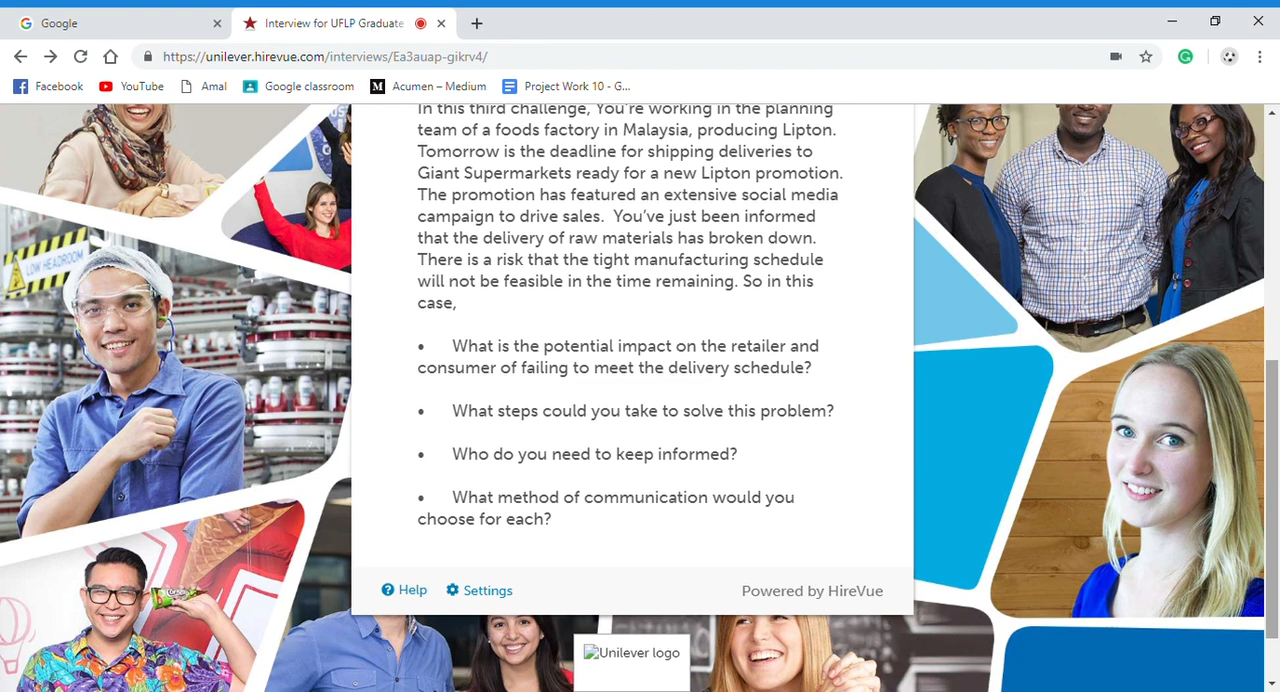 Google
Interview for UFLP Graduate
https://unilever.hirevue.com/interviews/Ea3auap-gikrv4/
Facebook
YouTube
Amal
Google classroom
M
Acumen – Medium
Project Work 10 - G...
LOW HEADROOM
In this third challenge, You're working in the planning
team of a foods factory in Malaysia, producing Lipton.
Tomorrow is the deadline for shipping deliveries to
Giant Supermarkets ready for a new Lipton promotion.
The promotion has featured an extensive social media
campaign to drive sales.  You've just been informed
that the delivery of raw materials has broken down.
There is a risk that the tight manufacturing schedule
will not be feasible in the time remaining. So in this
case,
• What is the potential impact on the retailer and
consumer of failing to meet the delivery schedule?
• What steps could you take to solve this problem?
• Who do you need to keep informed?
• What method of communication would you
choose for each?
Help
Settings
Powered by HireVue
Unilever logo